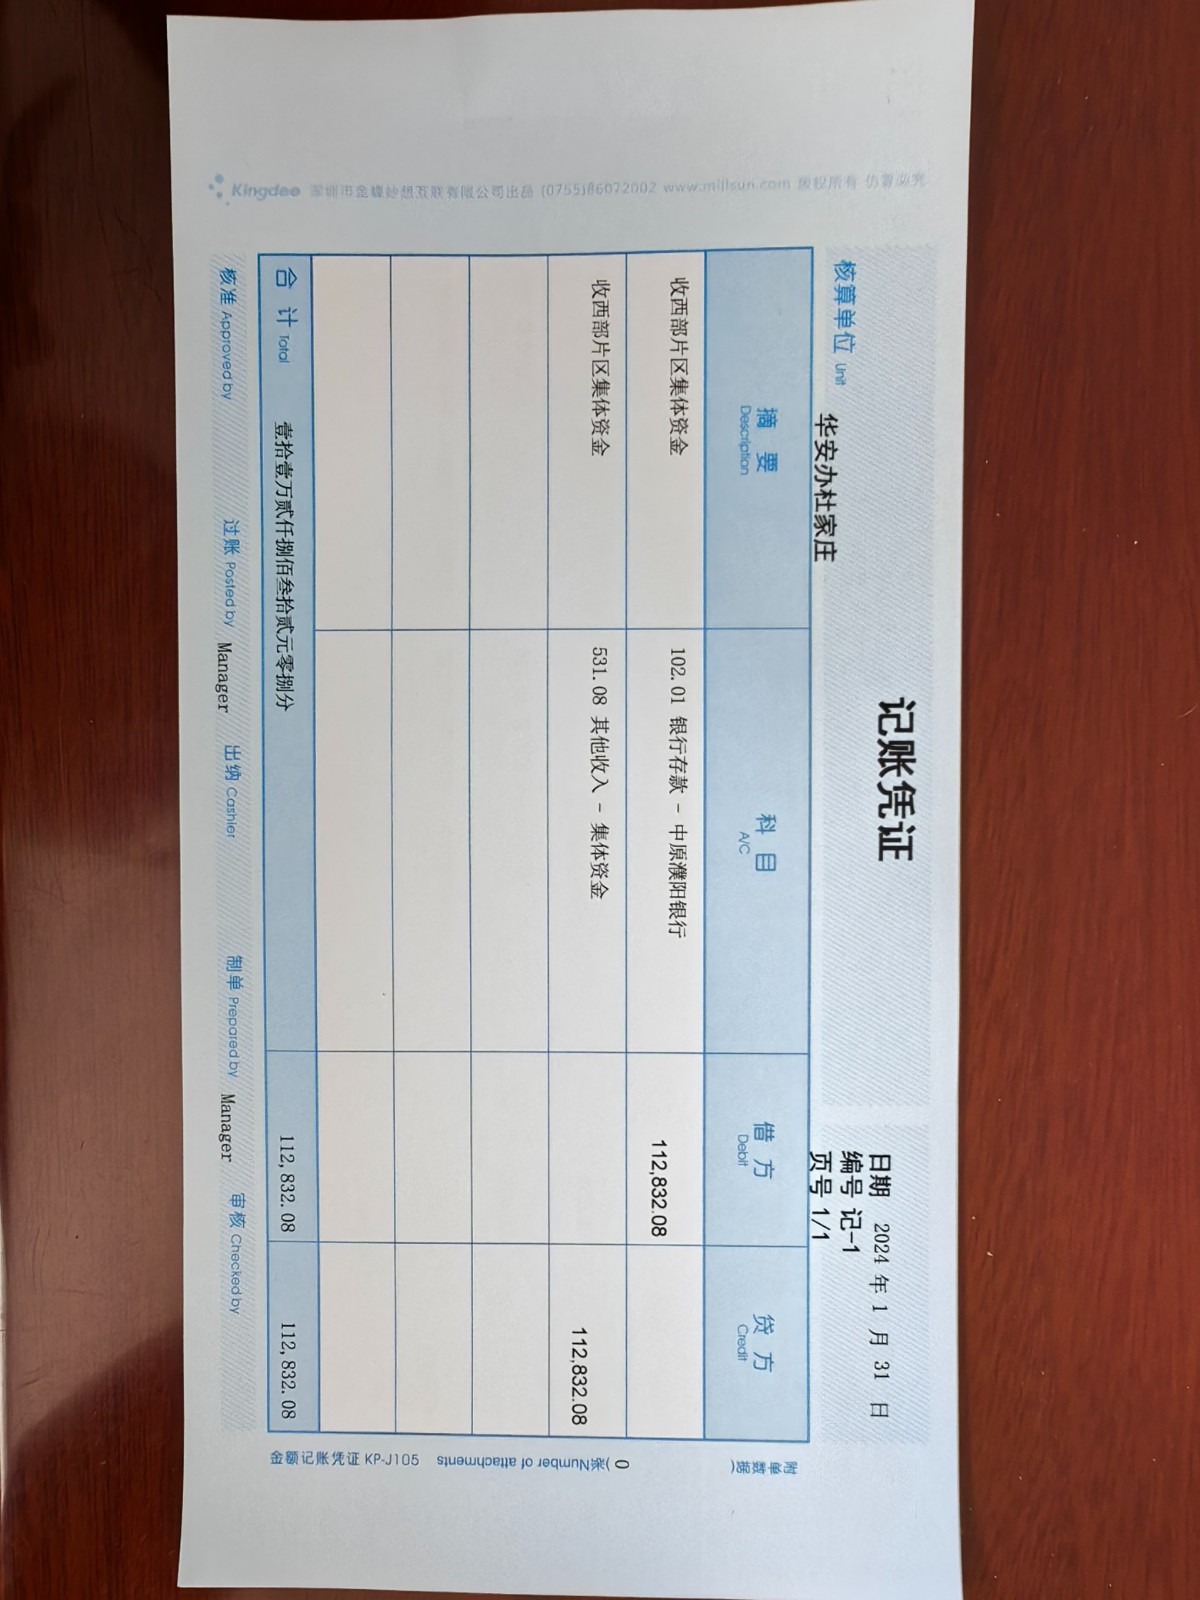 记账凭证
日期 2024 年 1 月 31 日
编号 记-1
核算单位 Unit 华安办杜家庄 页号 1/1
摘 要 Description 科 目 A/C 借 方 Debit 贷 方 Credit
收西部片区集体资金 102.01 银行存款 - 中原濮阳银行 112,832.08
收西部片区集体资金 531.08 其他收入 - 集体资金 112,832.08
合 计 Total 壹拾壹万贰仟捌佰叁拾贰元零捌分 112,832.08 112,832.08
核准 Approved by 过账 Posted by Manager 出纳 Cashier 制单 Prepared by Manager 审核 Checked by
附单据数( 0 )张 Number of attachments
金额记账凭证 KP-J105
Kingdee 深圳市金蝶妙想互联有限公司出品 (0755)86072002 www.millsun.com 版权所有 仿冒必究